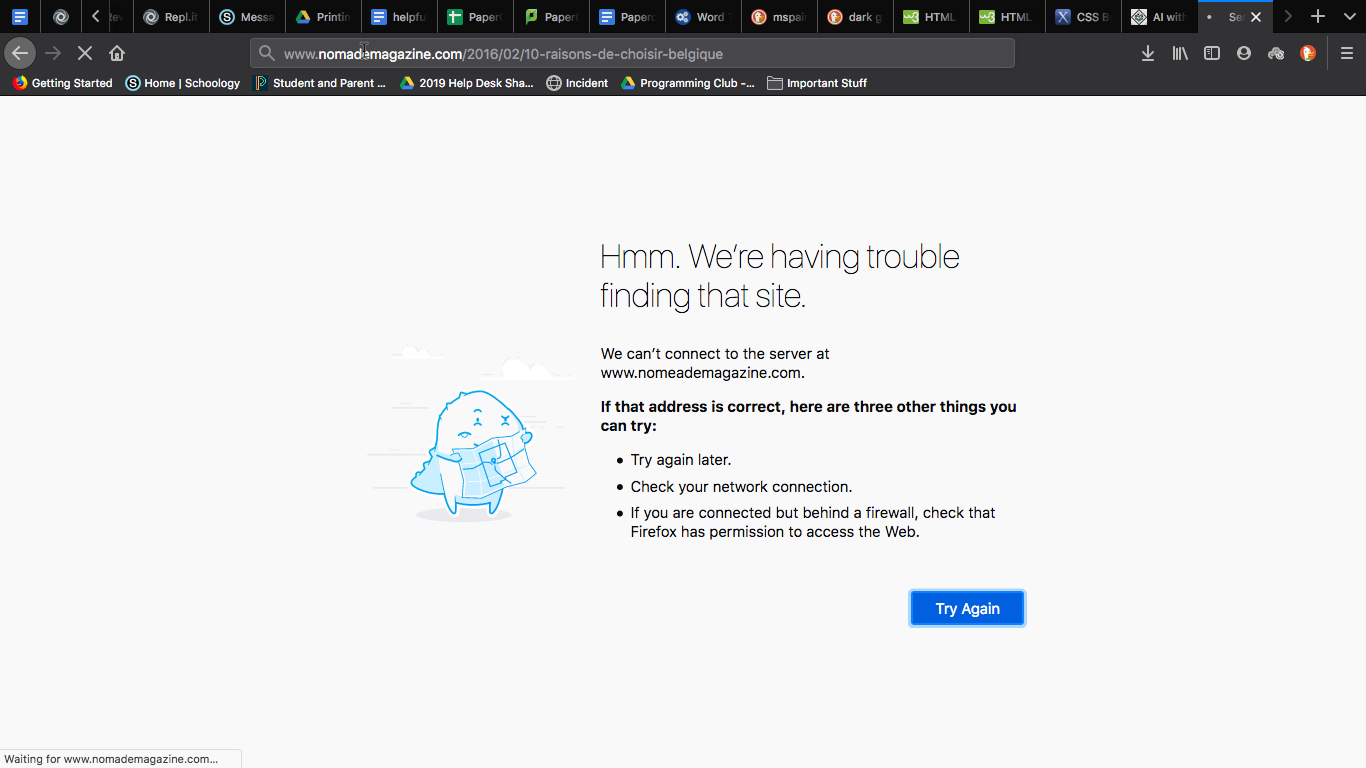 Repl.it
Messa
Printin
helpfu
Paper
Paper
Paperc
Word
mspai
dark g
HTML
HTML
CSS B
AI with
Se
www.nomademagazine.com/2016/02/10-raisons-de-choisir-belgique
Getting Started
Home | Schoology
Student and Parent ...
2019 Help Desk Sha...
Incident
Programming Club -...
Important Stuff
Hmm. We're having trouble
finding that site.
We can't connect to the server at
www.nomeademagazine.com.
If that address is correct, here are three other things you
can try:
Try again later.
Check your network connection.
If you are connected but behind a firewall, check that
Firefox has permission to access the Web.
Try Again
Waiting for www.nomademagazine.com...